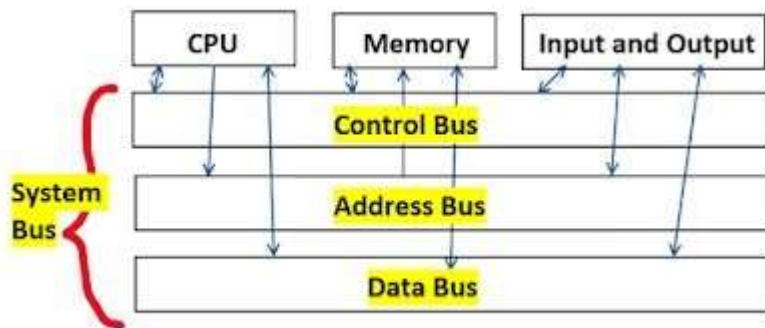 CPU
Memory
Input and Output
Control Bus
System
Bus
Address Bus
Data Bus